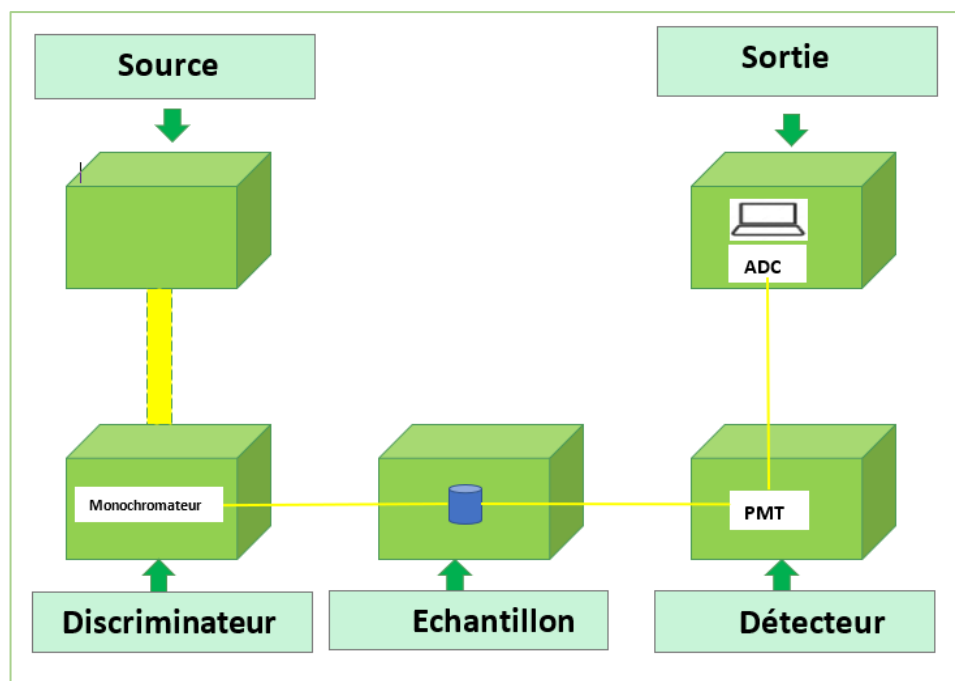 Source
Sortie
ADC
Monochromateur
PMT
Discriminateur
Echantillon
Détecteur